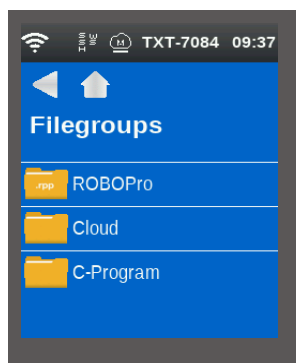 M TXT-7084 09:37
Filegroups
.rpp ROBOPro
Cloud
C-Program